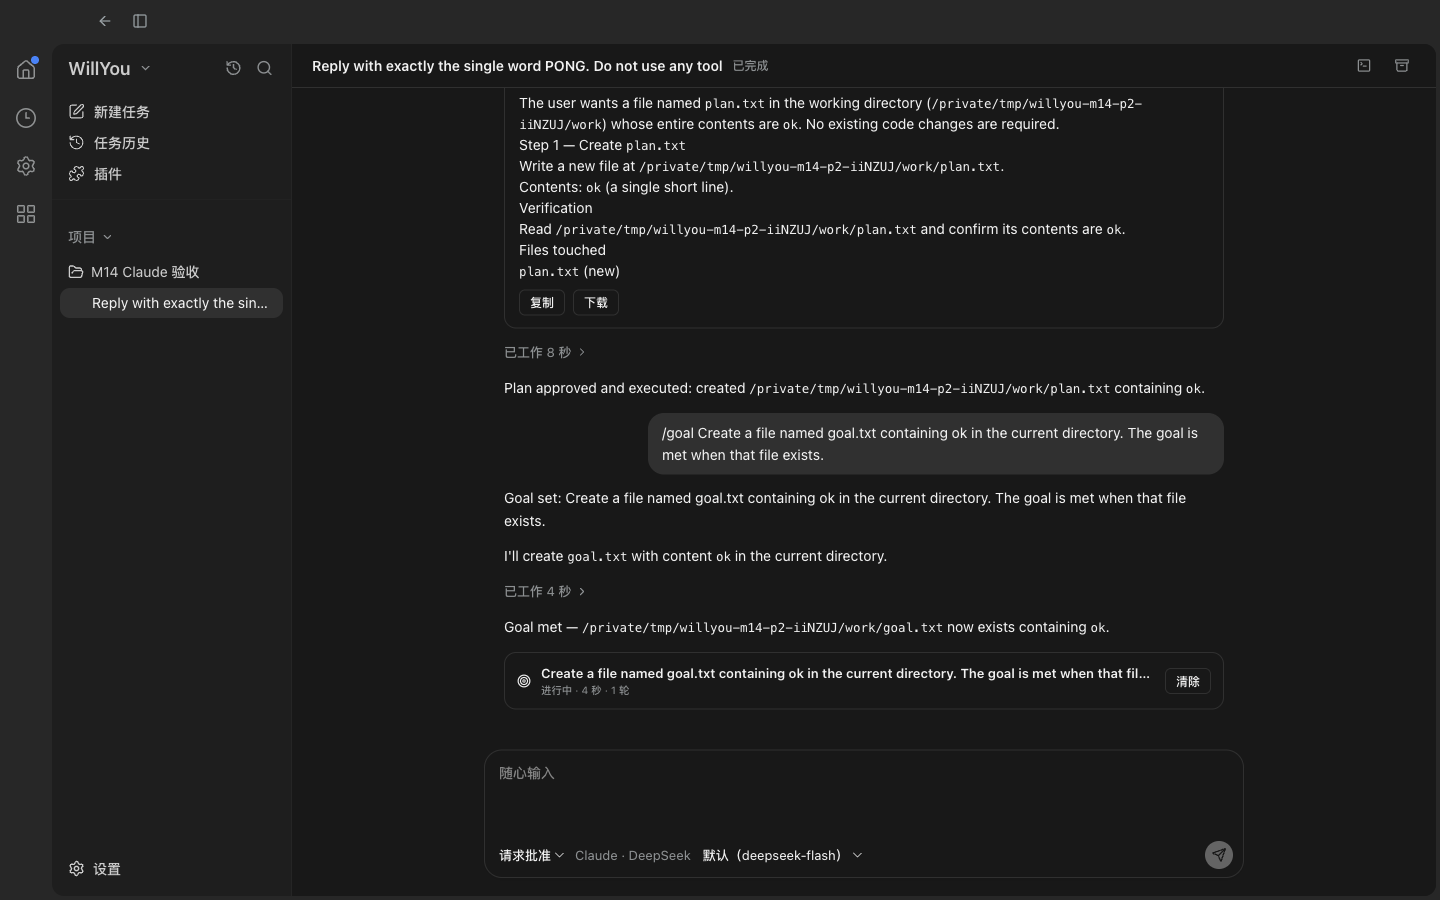 WillYou
新建任务
任务历史
插件
项目
M14 Claude 验收
Reply with exactly the sin...
设置
Reply with exactly the single word PONG. Do not use any tool 已完成
The user wants a file named plan.txt in the working directory (/private/tmp/willyou-m14-p2-
iiNZUJ/work) whose entire contents are ok. No existing code changes are required.
Step 1 — Create plan.txt
Write a new file at /private/tmp/willyou-m14-p2-iiNZUJ/work/plan.txt.
Contents: ok (a single short line).
Verification
Read /private/tmp/willyou-m14-p2-iiNZUJ/work/plan.txt and confirm its contents are ok.
Files touched
plan.txt (new)
复制 下载
已工作 8 秒
Plan approved and executed: created /private/tmp/willyou-m14-p2-iiNZUJ/work/plan.txt containing ok.
/goal Create a file named goal.txt containing ok in the current directory. The goal is
met when that file exists.
Goal set: Create a file named goal.txt containing ok in the current directory. The goal is met when that file
exists.
I'll create goal.txt with content ok in the current directory.
已工作 4 秒
Goal met — /private/tmp/willyou-m14-p2-iiNZUJ/work/goal.txt now exists containing ok.
Create a file named goal.txt containing ok in the current directory. The goal is met when that fil...
进行中 · 4 秒 · 1 轮
清除
随心输入
请求批准 Claude · DeepSeek 默认（deepseek-flash）